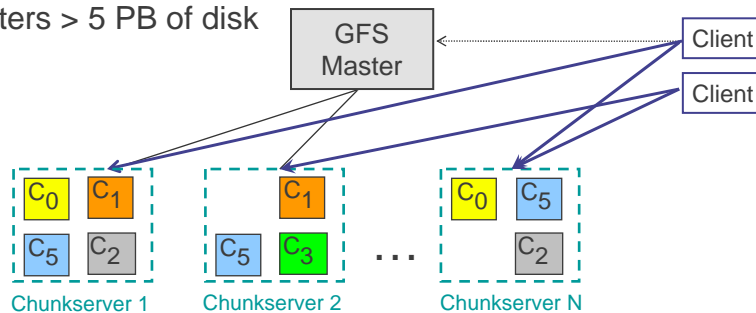 ters > 5 PB of disk
GFS
Master
Client
Client
C0 C1
C5 C2
C1
C5 C3
...
C0 C5
C2
Chunkserver 1
Chunkserver 2
Chunkserver N